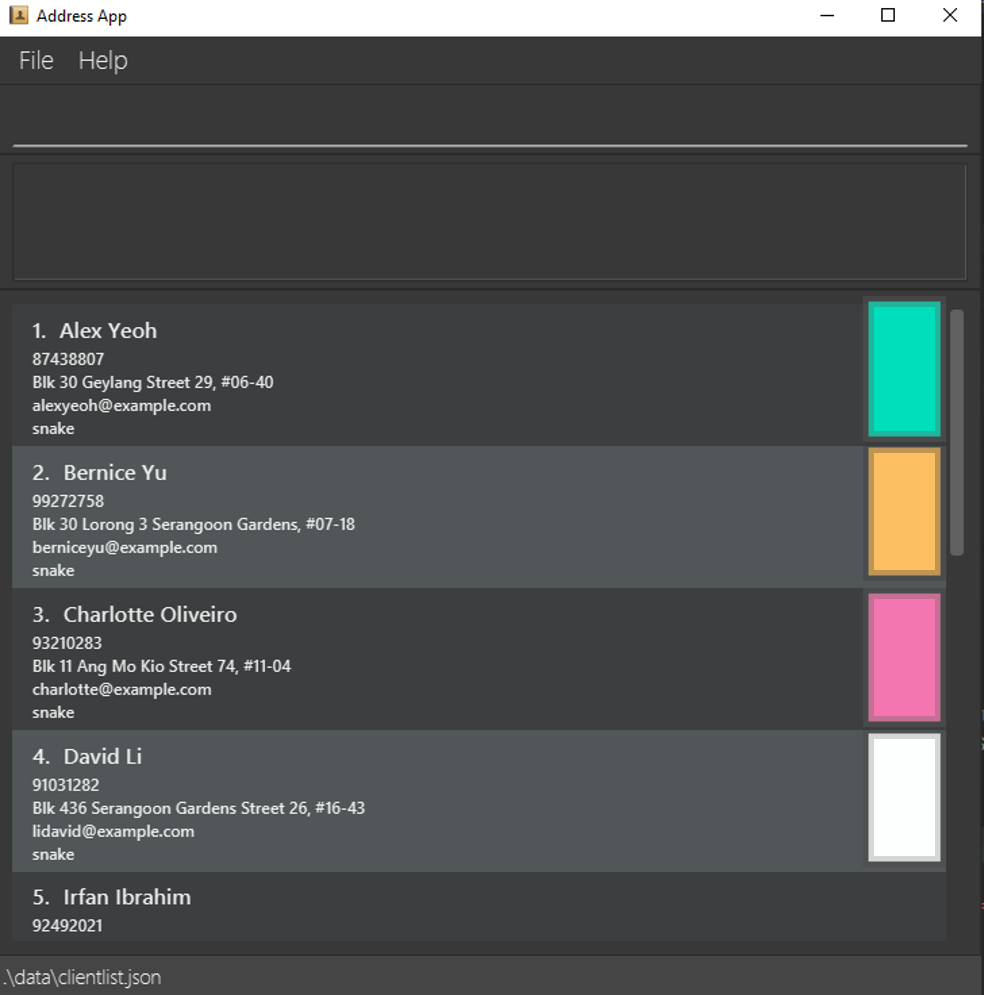 Address App
File Help
1. Alex Yeoh
87438807
Blk 30 Geylang Street 29, #06-40
alexyeoh@example.com
snake
2. Bernice Yu
99272758
Blk 30 Lorong 3 Serangoon Gardens, #07-18
berniceyu@example.com
snake
3. Charlotte Oliveiro
93210283
Blk 11 Ang Mo Kio Street 74, #11-04
charlotte@example.com
snake
4. David Li
91031282
Blk 436 Serangoon Gardens Street 26, #16-43
lidavid@example.com
snake
5. Irfan Ibrahim
92492021
.\data\clientlist.json